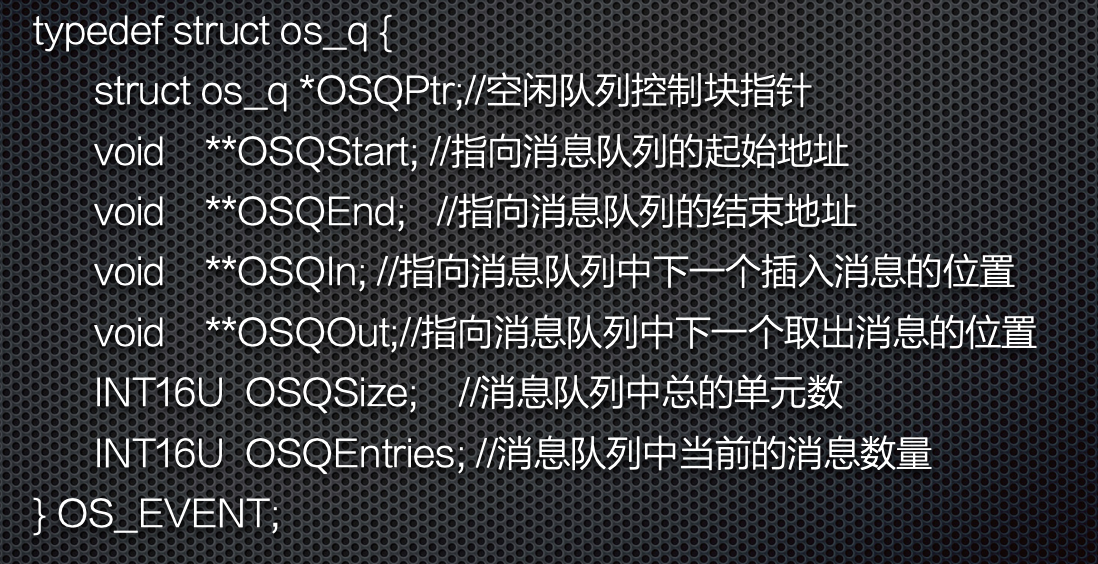 typedef struct os_q {
struct os_q *OSQPtr;//空闲队列控制块指针
void **OSQStart; //指向消息队列的起始地址
void **OSQEnd; //指向消息队列的结束地址
void **OSQIn; //指向消息队列中下一个插入消息的位置
void **OSQOut;//指向消息队列中下一个取出消息的位置
INT16U OSQSize; //消息队列中总的单元数
INT16U OSQEntries; //消息队列中当前的消息数量
} OS_EVENT;